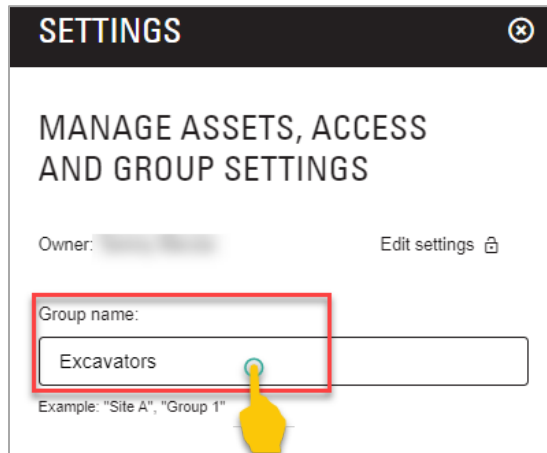 SETTINGS
MANAGE ASSETS, ACCESS
AND GROUP SETTINGS
Owner:
Edit settings
Group name:
Excavators
Example: "Site A", "Group 1"